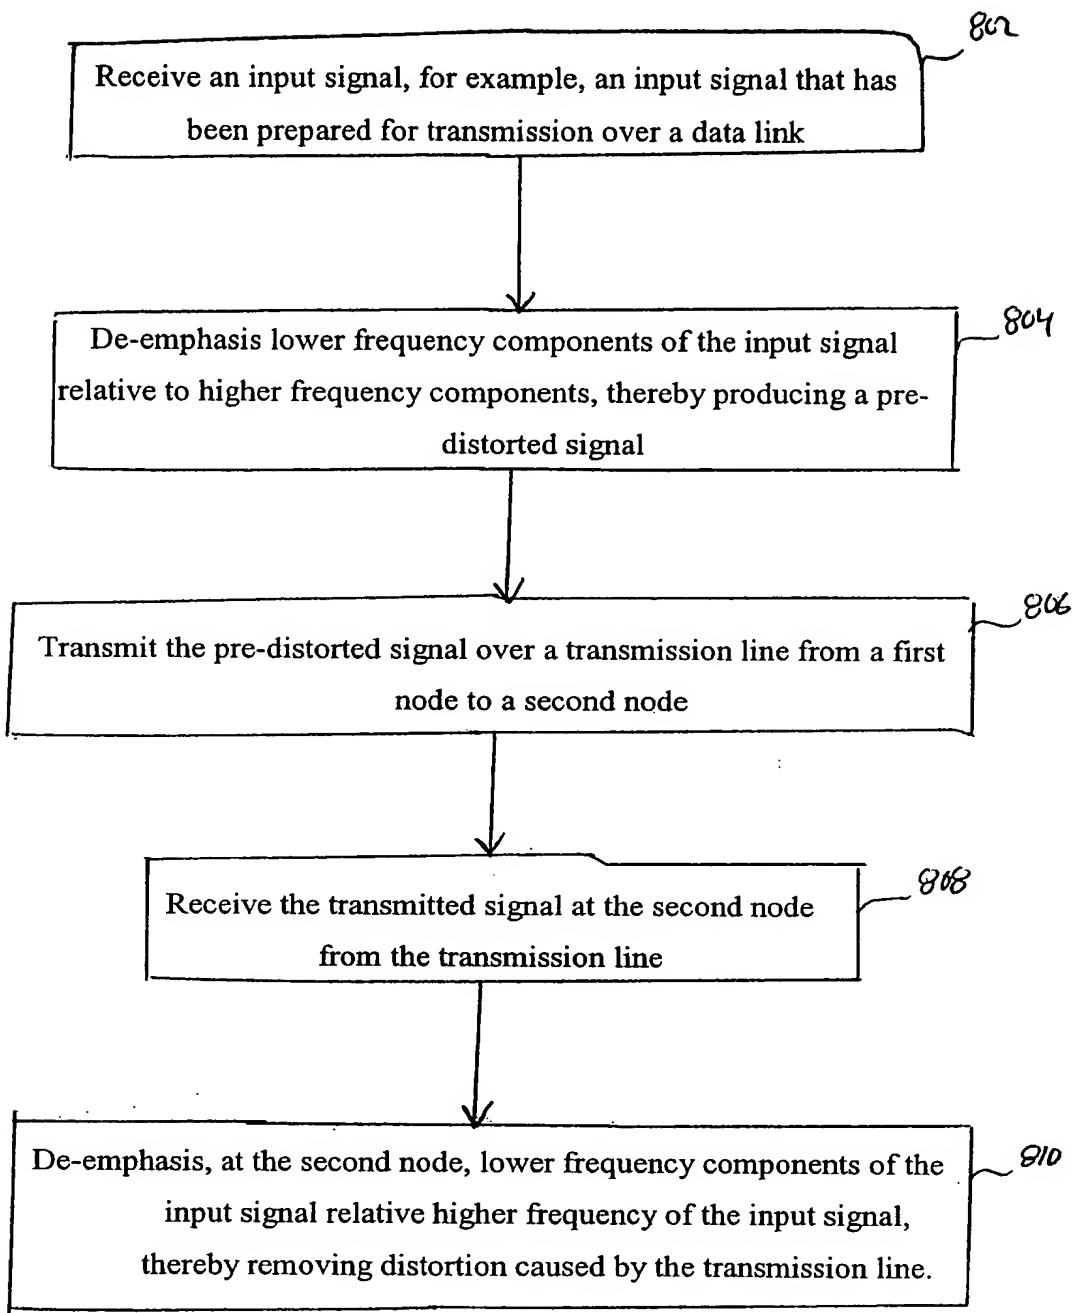 802
Receive an input signal, for example, an input signal that has
been prepared for transmission over a data link
804
De-emphasis lower frequency components of the input signal
relative to higher frequency components, thereby producing a pre-
distorted signal
806
Transmit the pre-distorted signal over a transmission line from a first
node to a second node
808
Receive the transmitted signal at the second node
from the transmission line
810
De-emphasis, at the second node, lower frequency components of the
input signal relative higher frequency of the input signal,
thereby removing distortion caused by the transmission line.